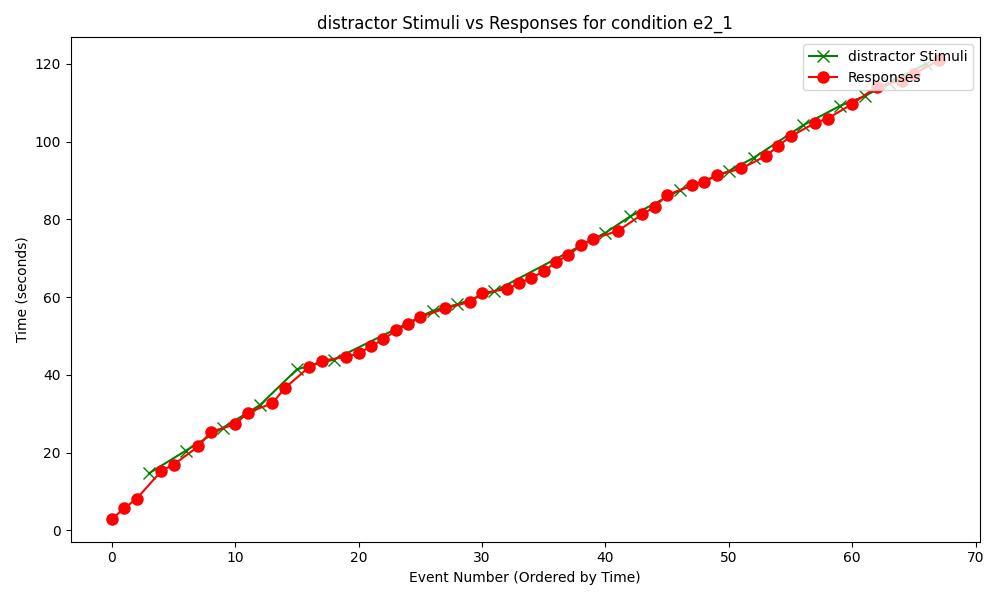 distractor Stimuli vs Responses for condition e2_1
distractor Stimuli
Responses
120
100
80
60
40
20
0
Time (seconds)
0 10 20 30 40 50 60 70
Event Number (Ordered by Time)